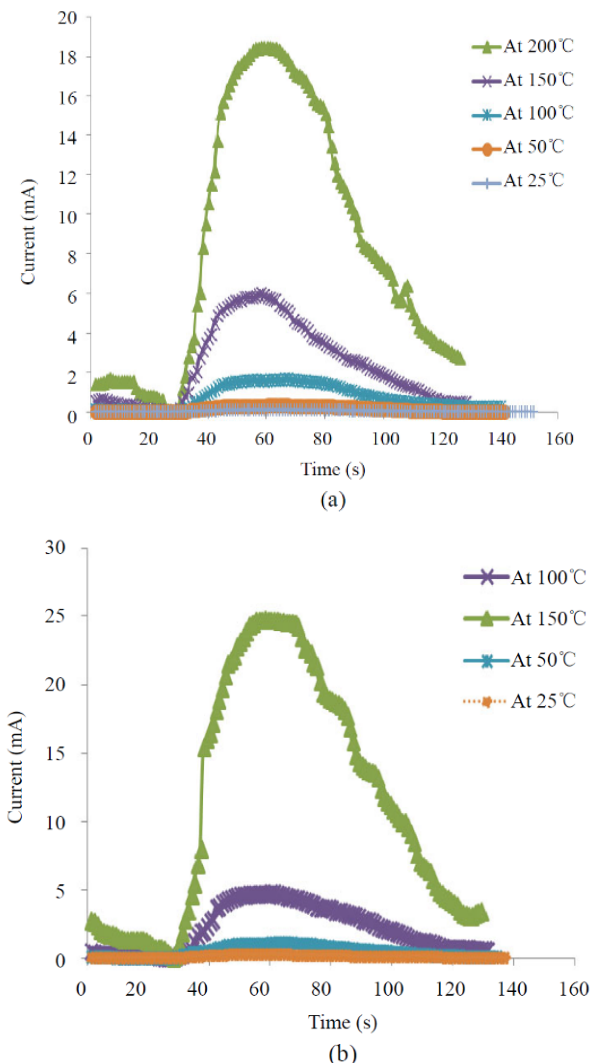 20
18
16
14
12
10
8
6
4
2
0
Current (mA)
At 200℃
At 150℃
At 100℃
At 50℃
At 25℃
0 20 40 60 80 100 120 140 160
Time (s)
(a)
30
25
20
15
10
5
0
Current (mA)
At 100℃
At 150℃
At 50℃
At 25℃
0 20 40 60 80 100 120 140 160
Time (s)
(b)